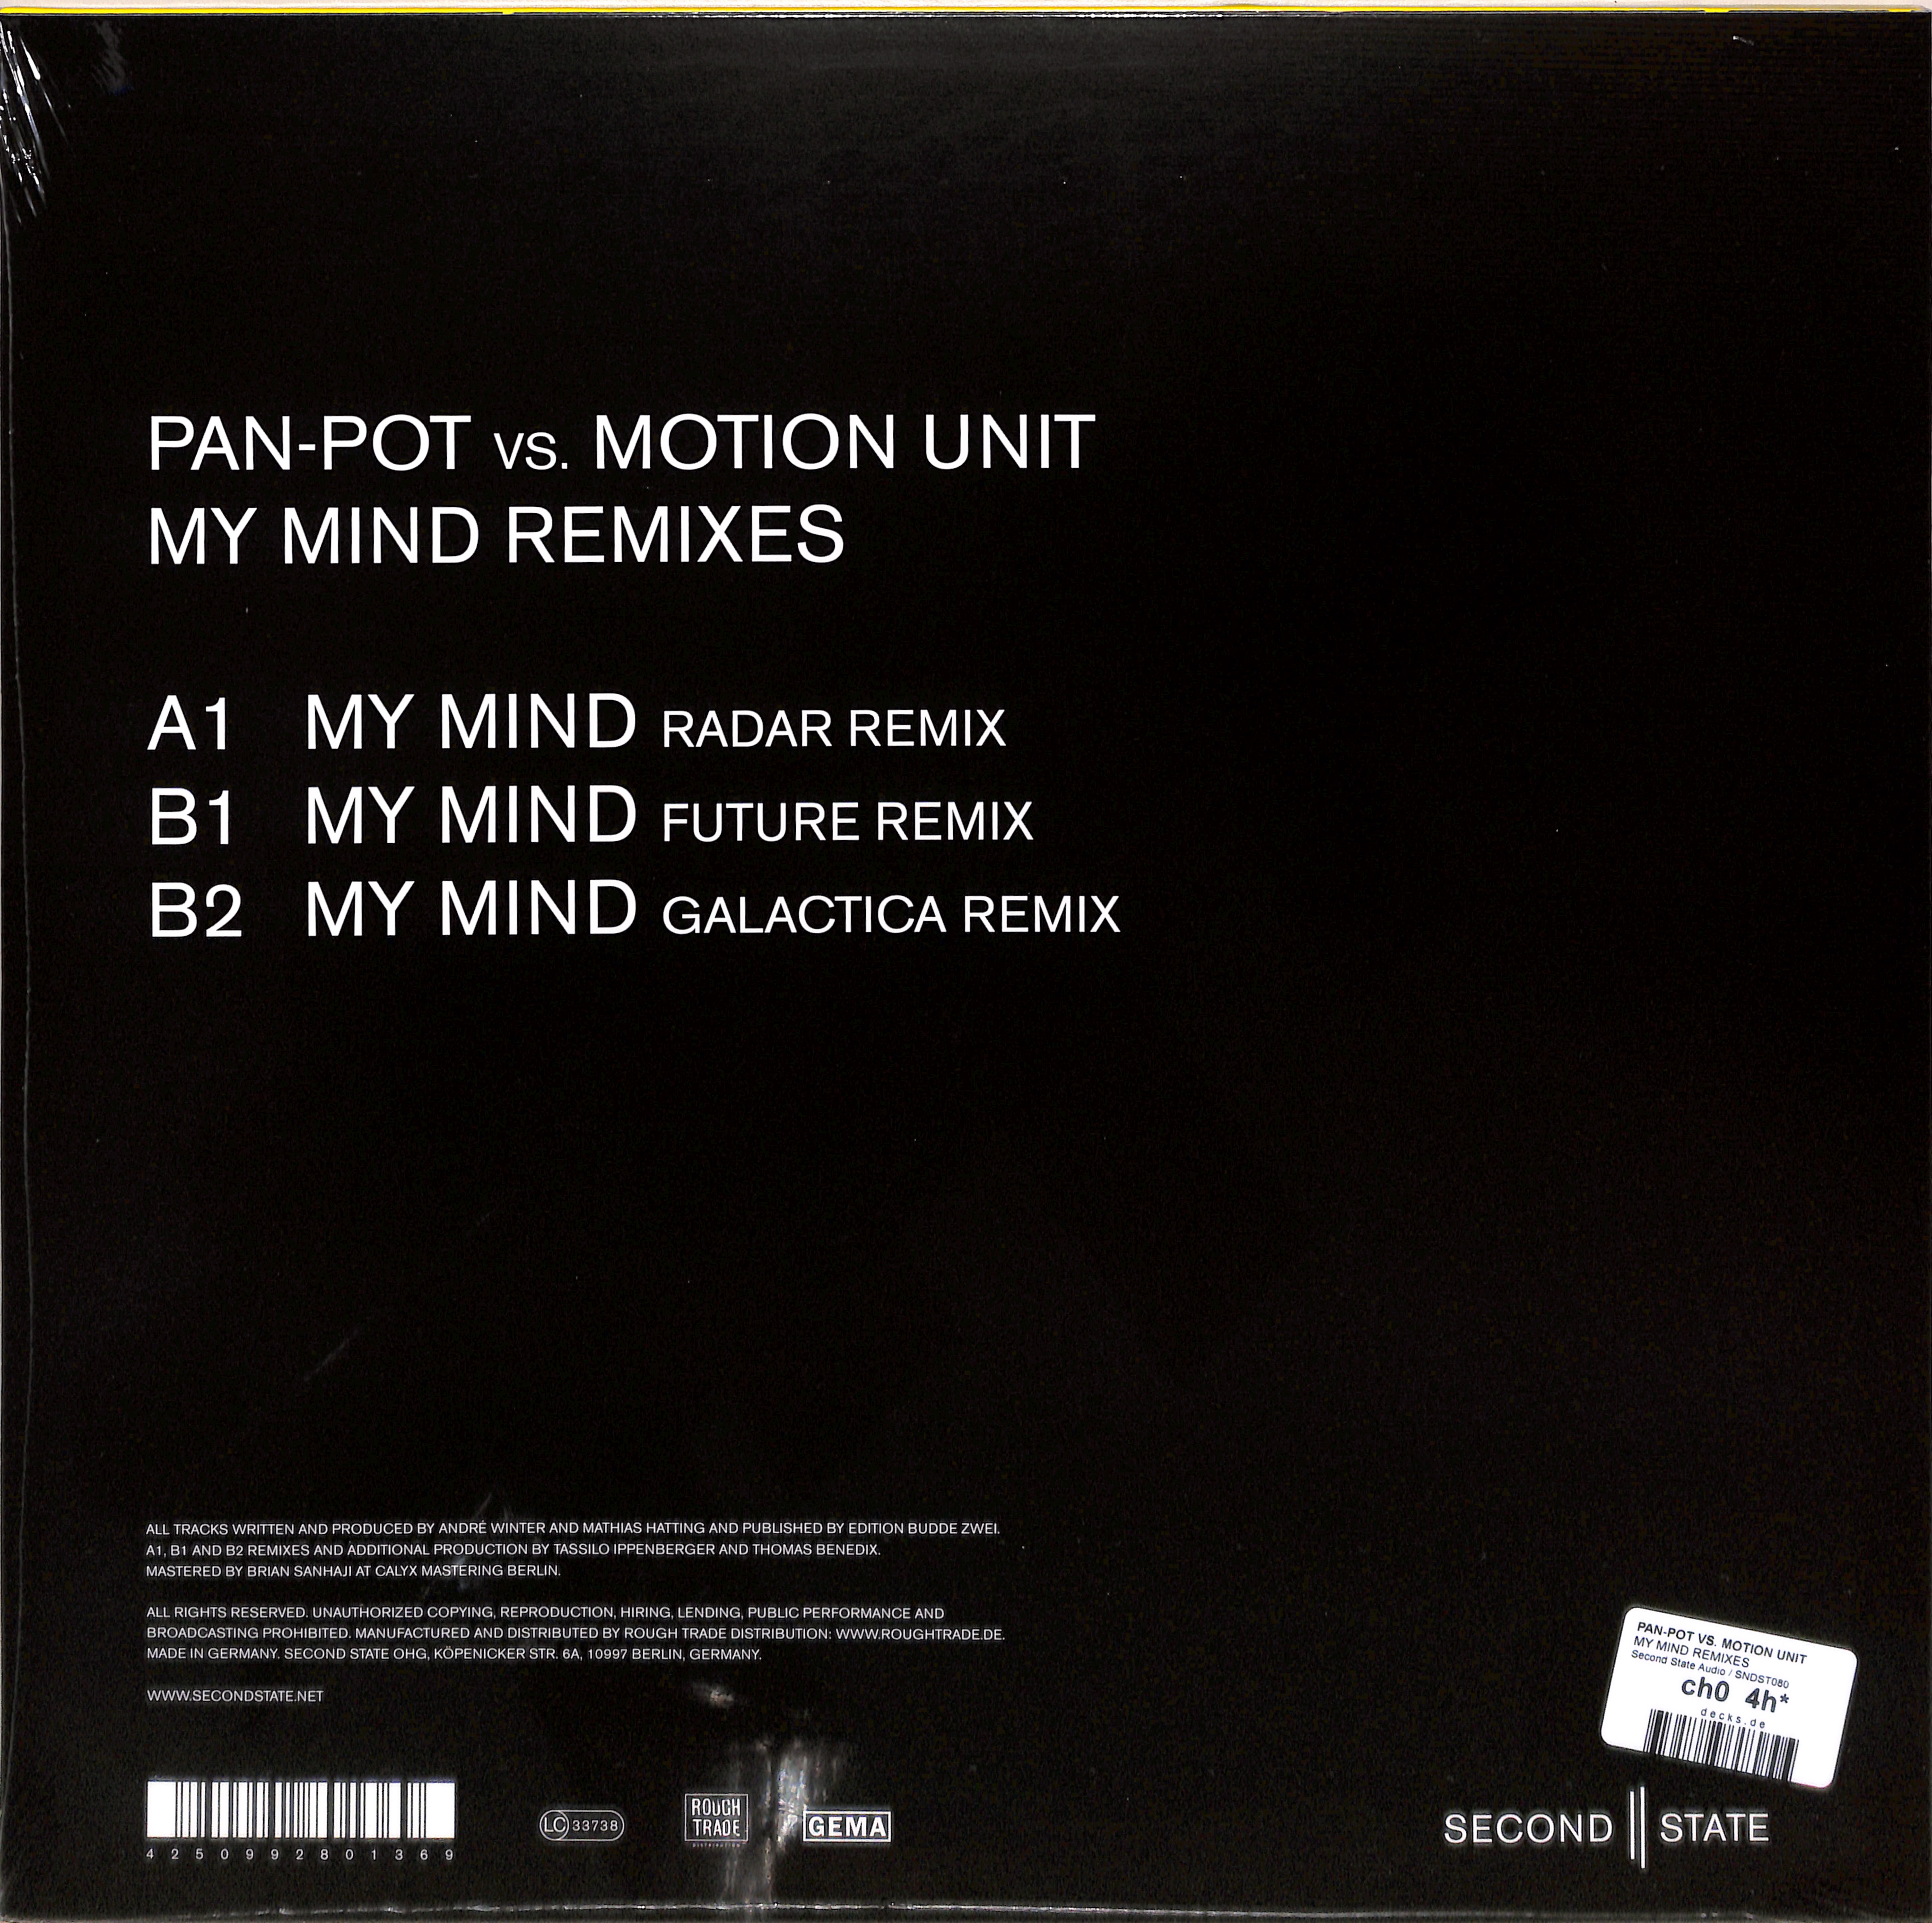 PAN-POT VS. MOTION UNIT
MY MIND REMIXES
A1 MY MIND RADAR REMIX
B1 MY MIND FUTURE REMIX
B2 MY MIND GALACTICA REMIX
ALL TRACKS WRITTEN AND PRODUCED BY ANDRÉ WINTER AND MATHIAS HATTING AND PUBLISHED BY EDITION BUDDE ZWEI.
A1, B1 AND B2 REMIXES AND ADDITIONAL PRODUCTION BY TASSILO IPPENBERGER AND THOMAS BENEDIX.
MASTERED BY BRIAN SANHAJI AT CALYX MASTERING BERLIN.
ALL RIGHTS RESERVED. UNAUTHORIZED COPYING, REPRODUCTION, HIRING, LENDING, PUBLIC PERFORMANCE AND
BROADCASTING PROHIBITED. MANUFACTURED AND DISTRIBUTED BY ROUGH TRADE DISTRIBUTION: WWW.ROUGHTRADE.DE.
MADE IN GERMANY. SECOND STATE OHG, KÖPENICKER STR. 6A, 10997 BERLIN, GERMANY.
WWW.SECONDSTATE.NET
4250992801369
LC 33738
ROUGH
TRADE
DISTRIBUTION
GEMA
PAN-POT VS. MOTION UNIT
MY MIND REMIXES
Second State Audio / SNDST080
ch0 4h*
decks.de
SECOND || STATE